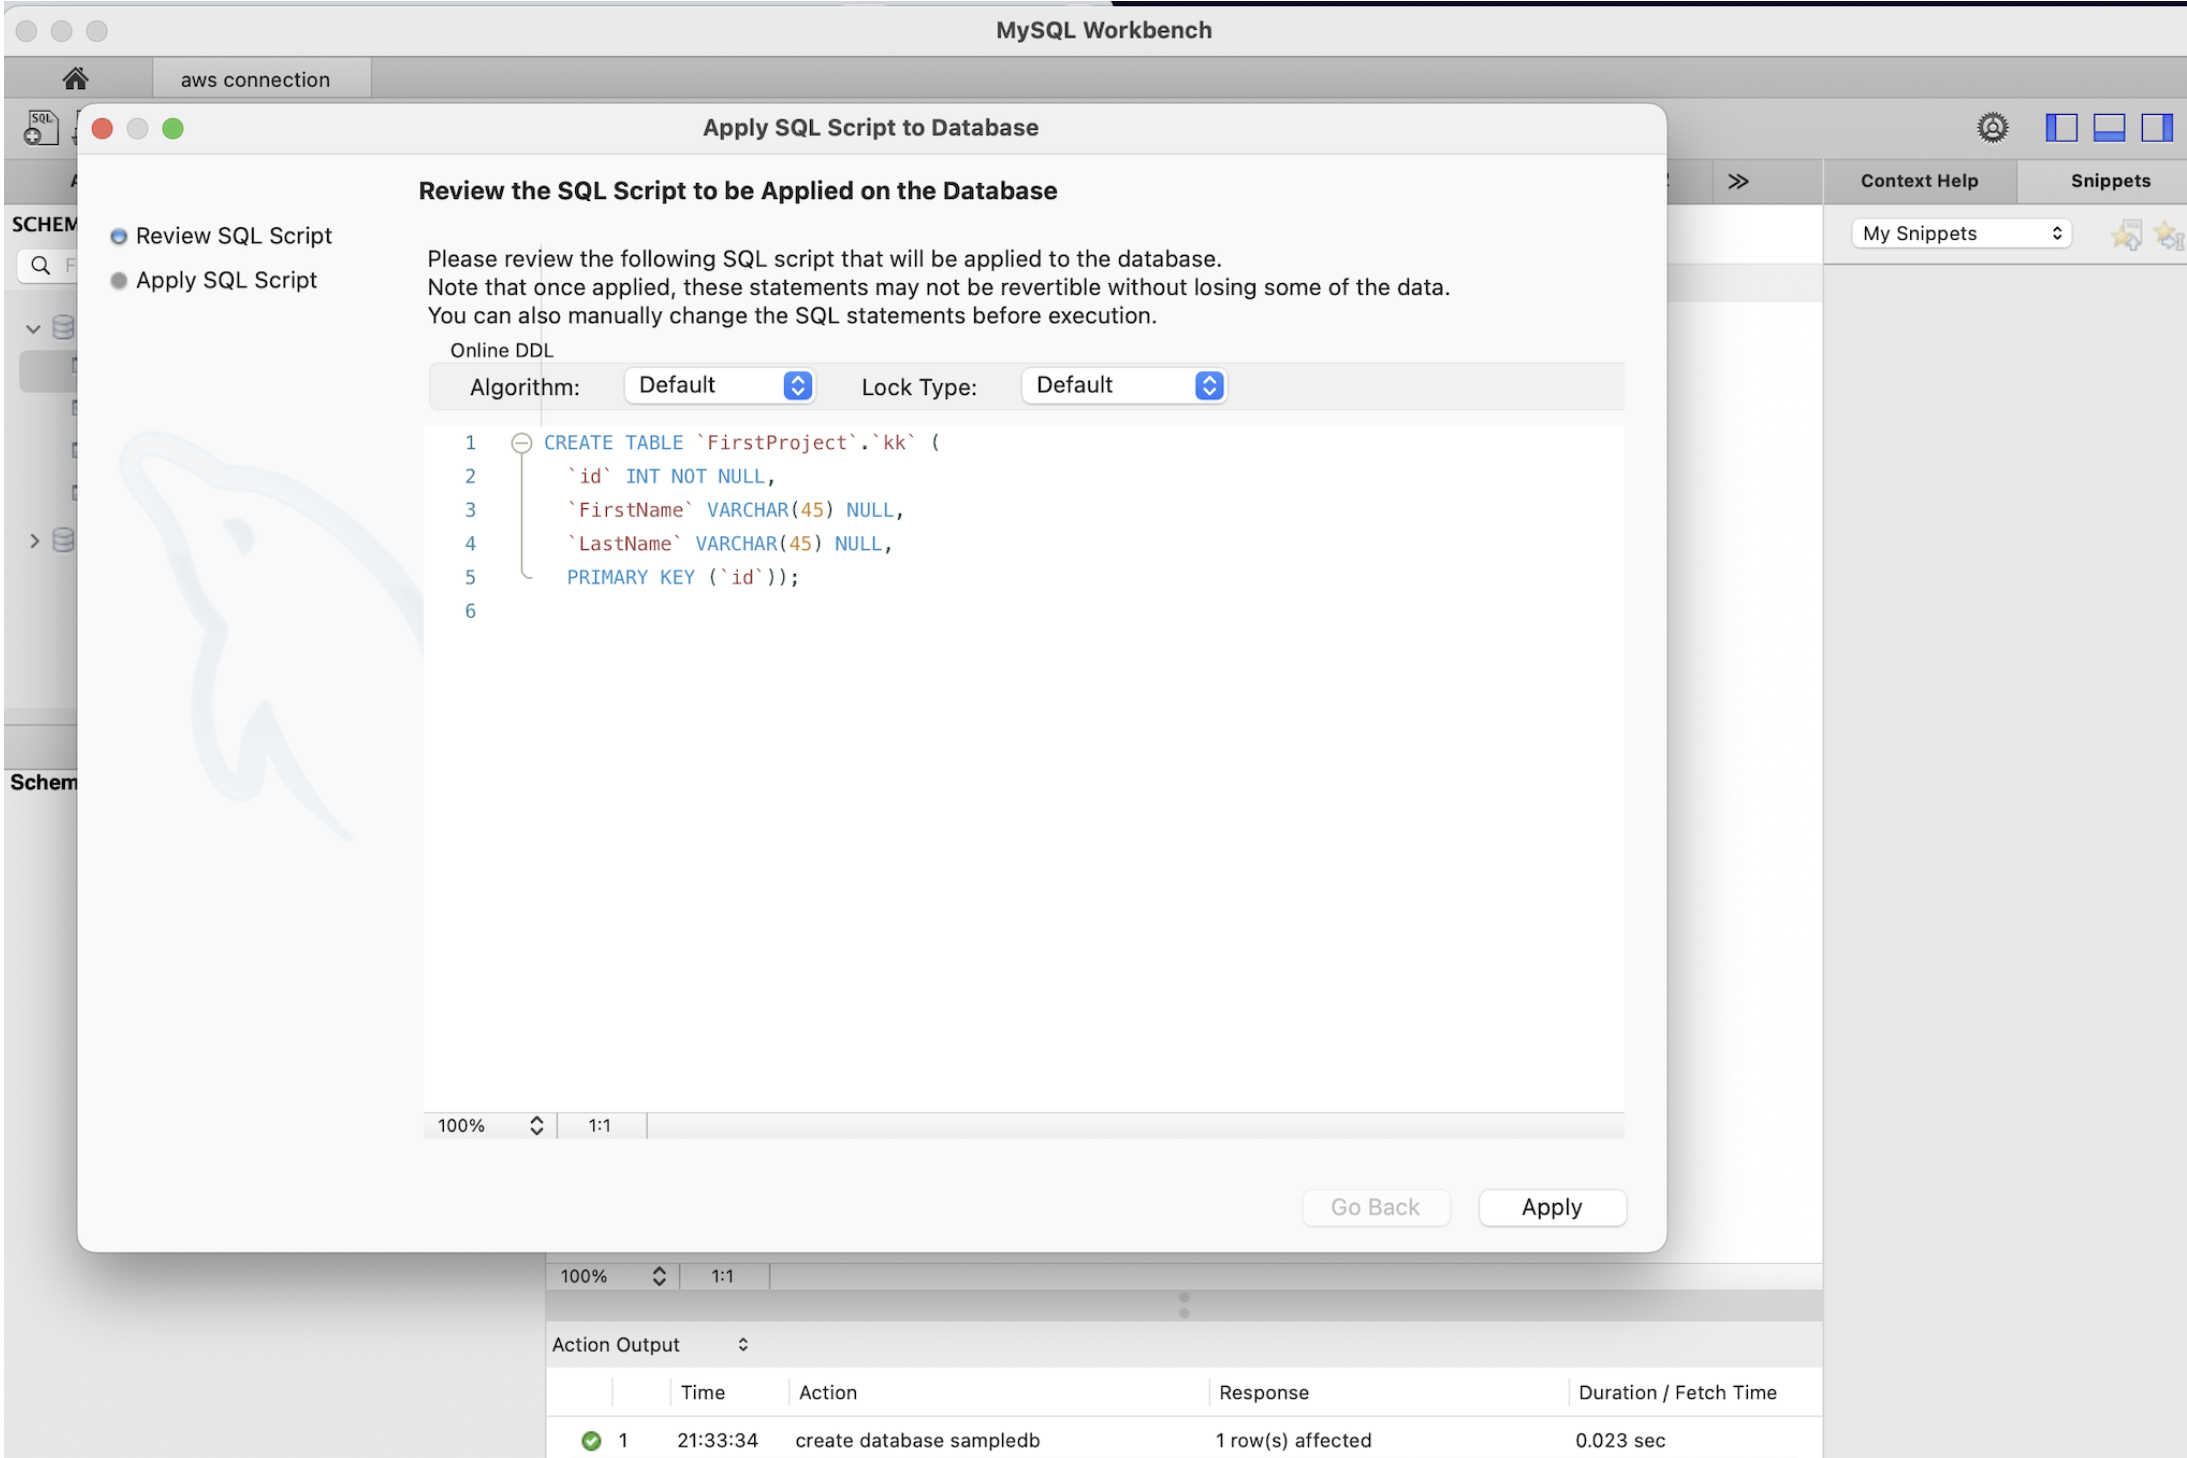 MySQL Workbench
aws connection
SQL
Apply SQL Script to Database
Context Help
Snippets
My Snippets
SCHEM
Review the SQL Script to be Applied on the Database
Review SQL Script
Apply SQL Script
Please review the following SQL script that will be applied to the database.
Note that once applied, these statements may not be revertible without losing some of the data.
You can also manually change the SQL statements before execution.
Online DDL
Algorithm: Default Lock Type: Default
1 CREATE TABLE `FirstProject`.`kk` (
2 `id` INT NOT NULL,
3 `FirstName` VARCHAR(45) NULL,
4 `LastName` VARCHAR(45) NULL,
5 PRIMARY KEY (`id`));
6
Schem
100% 1:1
Go Back Apply
100% 1:1
Action Output
Time Action Response Duration / Fetch Time
1 21:33:34 create database sampledb 1 row(s) affected 0.023 sec